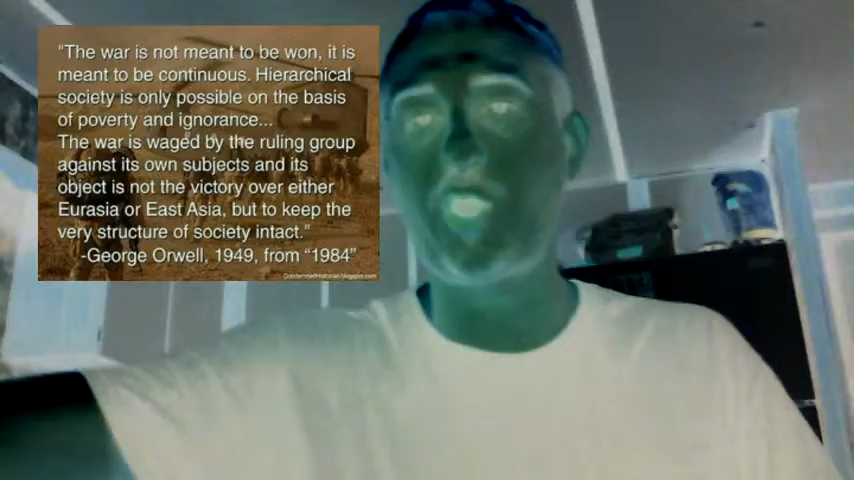 "The war is not meant to be won, it is
meant to be continuous. Hierarchical
society is only possible on the basis
of poverty and ignorance...
The war is waged by the ruling group
against its own subjects and its
object is not the victory over either
Eurasia or East Asia, but to keep the
very structure of society intact."
-George Orwell, 1949, from “1984”